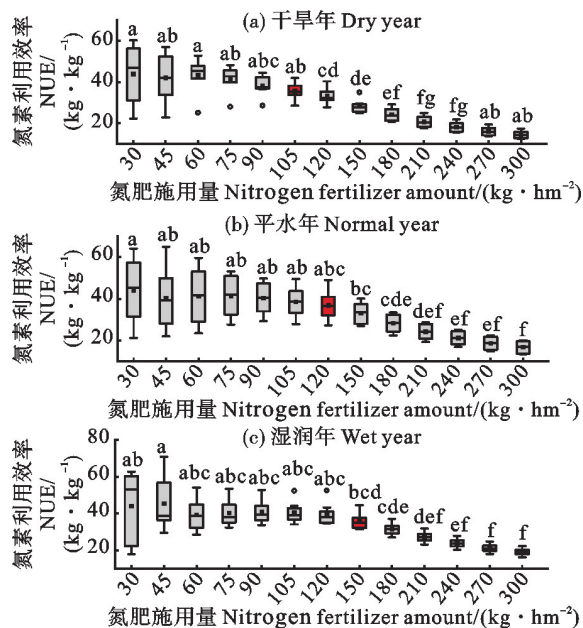 (a) 干旱年 Dry year
氮素利用效率
NUE/
(kg·kg⁻¹)
60
40
20
a ab a ab abc ab cd de ef fg fg ab ab
30 45 60 75 90 105 120 150 180 210 240 270 300
氮肥施用量 Nitrogen fertilizer amount/(kg·hm⁻²)
(b) 平水年 Normal year
氮素利用效率
NUE/
(kg·kg⁻¹)
60
40
20
a ab ab ab ab ab abc bc cde def ef ef f
30 45 60 75 90 105 120 150 180 210 240 270 300
氮肥施用量 Nitrogen fertilizer amount/(kg·hm⁻²)
(c) 湿润年 Wet year
氮素利用效率
NUE/
(kg·kg⁻¹)
80
60
40
20
ab a abc abc abc abc abc bcd cde def ef f f
30 45 60 75 90 105 120 150 180 210 240 270 300
氮肥施用量 Nitrogen fertilizer amount/(kg·hm⁻²)